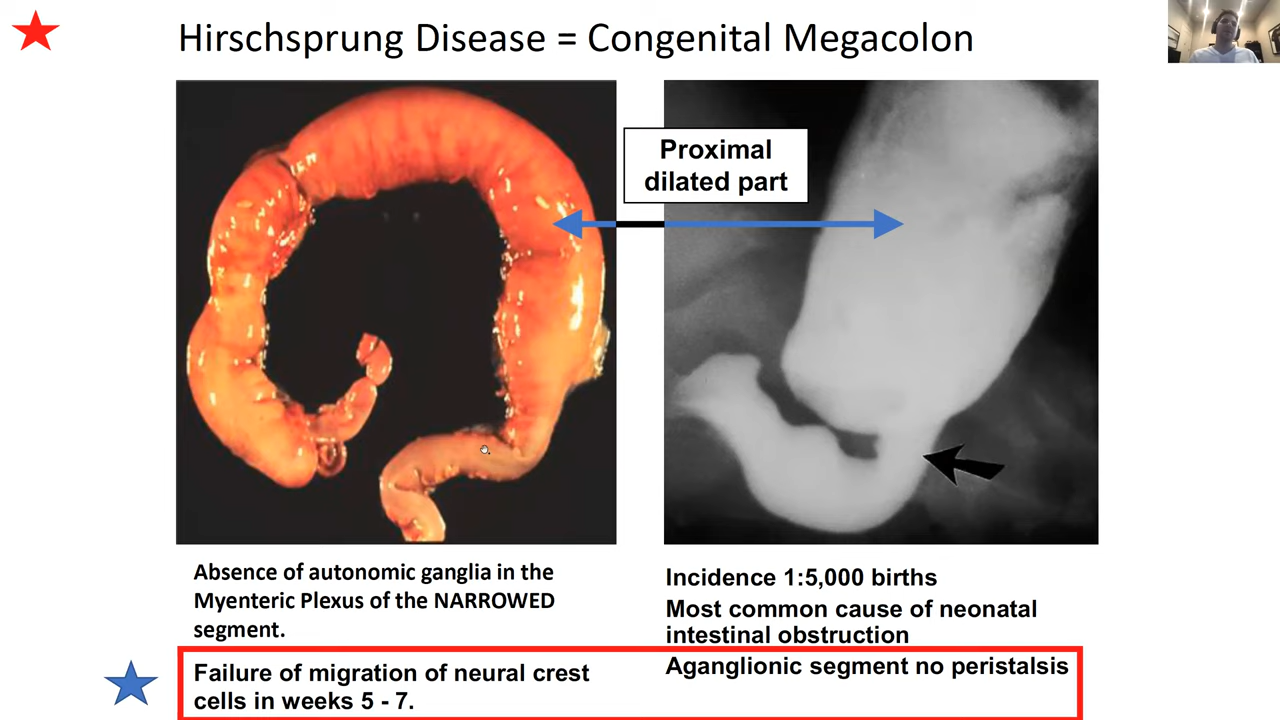 Hirschsprung Disease = Congenital Megacolon
Proximal
dilated part
Absence of autonomic ganglia in the
Myenteric Plexus of the NARROWED
segment.
Failure of migration of neural crest
cells in weeks 5 - 7.
Incidence 1:5,000 births
Most common cause of neonatal
intestinal obstruction
Aganglionic segment no peristalsis